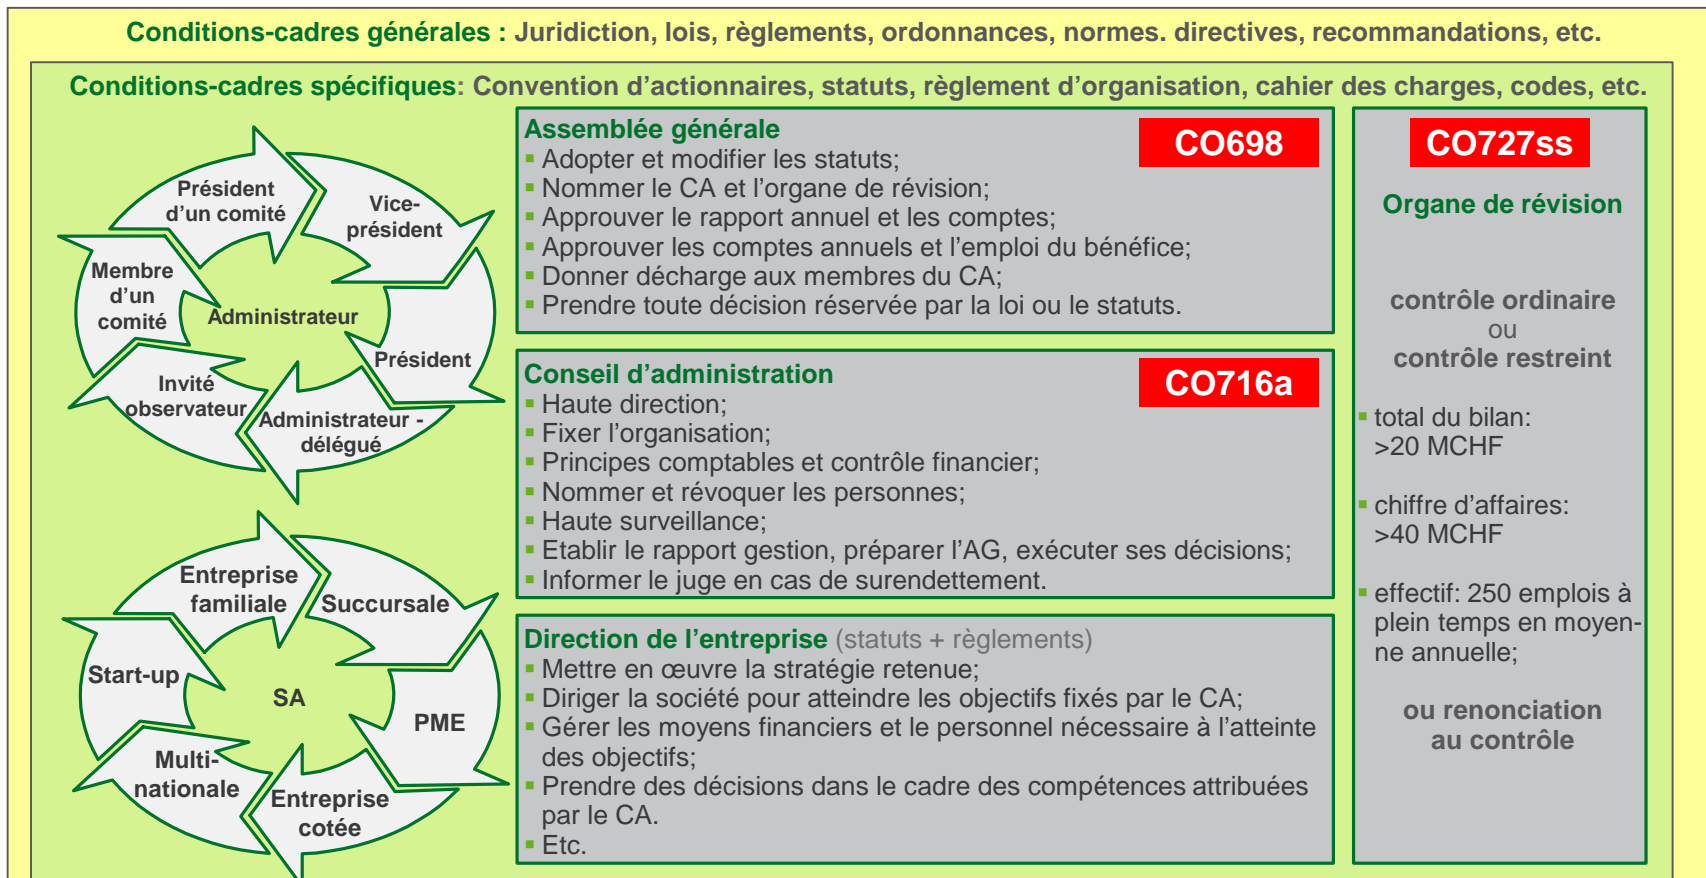 Conditions-cadres générales : Juridiction, lois, règlements, ordonnances, normes. directives, recommandations, etc.
Conditions-cadres spécifiques: Convention d’actionnaires, statuts, règlement d’organisation, cahier des charges, codes, etc.
Président
d’un comité
Vice-
président
Membre
d’un
comité
Administrateur
Président
Invité
observateur
Administrateur -
délégué
Entreprise
familiale
Succursale
Start-up
SA
PME
Multi-
nationale
Entreprise
cotée
Assemblée générale
CO698
▪ Adopter et modifier les statuts;
▪ Nommer le CA et l’organe de révision;
▪ Approuver le rapport annuel et les comptes;
▪ Approuver les comptes annuels et l’emploi du bénéfice;
▪ Donner décharge aux membres du CA;
▪ Prendre toute décision réservée par la loi ou le statuts.
Conseil d’administration
CO716a
▪ Haute direction;
▪ Fixer l’organisation;
▪ Principes comptables et contrôle financier;
▪ Nommer et révoquer les personnes;
▪ Haute surveillance;
▪ Etablir le rapport gestion, préparer l’AG, exécuter ses décisions;
▪ Informer le juge en cas de surendettement.
Direction de l’entreprise (statuts + règlements)
▪ Mettre en œuvre la stratégie retenue;
▪ Diriger la société pour atteindre les objectifs fixés par le CA;
▪ Gérer les moyens financiers et le personnel nécessaire à l’atteinte
des objectifs;
▪ Prendre des décisions dans le cadre des compétences attribuées
par le CA.
▪ Etc.
CO727ss
Organe de révision
contrôle ordinaire
ou
contrôle restreint
▪ total du bilan:
>20 MCHF
▪ chiffre d’affaires:
>40 MCHF
▪ effectif: 250 emplois à
plein temps en moyen-
ne annuelle;
ou renonciation
au contrôle